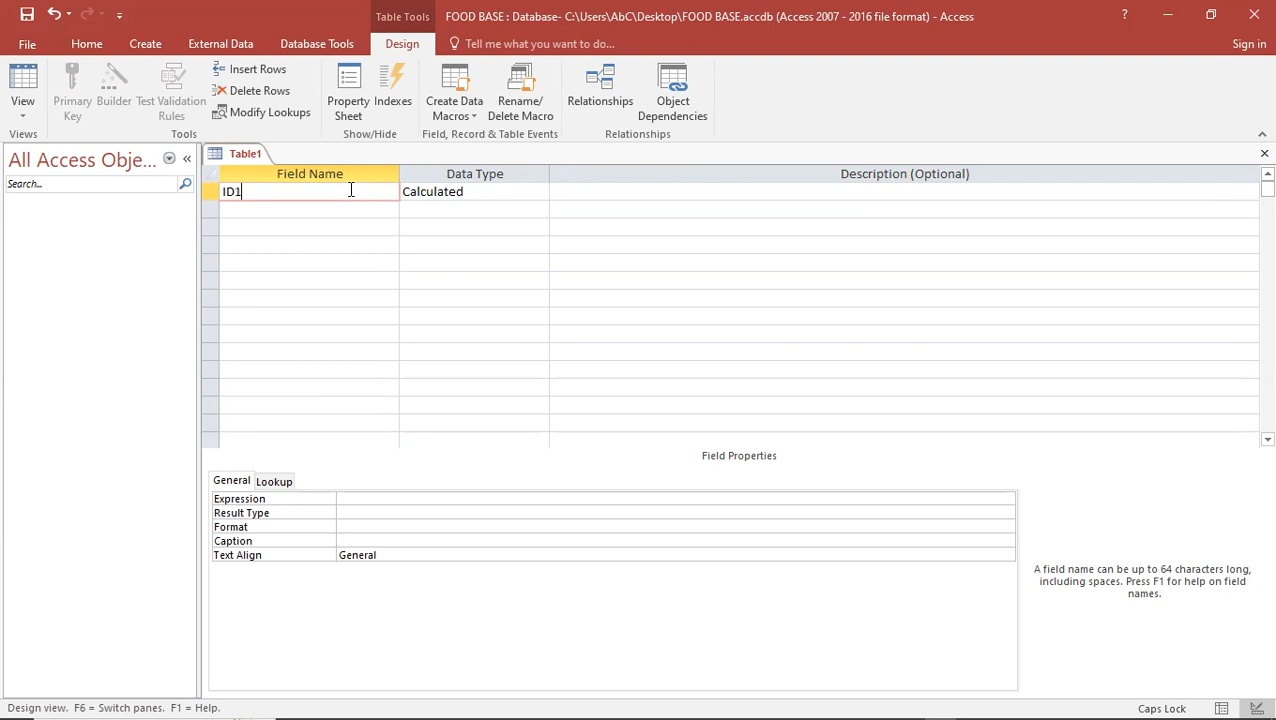 Table Tools
FOOD BASE : Database- C:\Users\AbC\Desktop\FOOD BASE.accdb (Access 2007 - 2016 file format) - Access
?
File
Home
Create
External Data
Database Tools
Design
Tell me what you want to do...
Sign in
View
Primary Key
Builder
Test Validation Rules
Insert Rows
Delete Rows
Modify Lookups
Property Sheet
Indexes
Create Data Macros
Rename/ Delete Macro
Relationships
Object Dependencies
Views
Tools
Show/Hide
Field, Record & Table Events
Relationships
All Access Obje...
Search...
Table1
Field Name
Data Type
Description (Optional)
ID1
Calculated
Field Properties
General
Lookup
Expression
Result Type
Format
Caption
Text Align
General
A field name can be up to 64 characters long,
including spaces. Press F1 for help on field
names.
Design view.  F6 = Switch panes.  F1 = Help.
Caps Lock